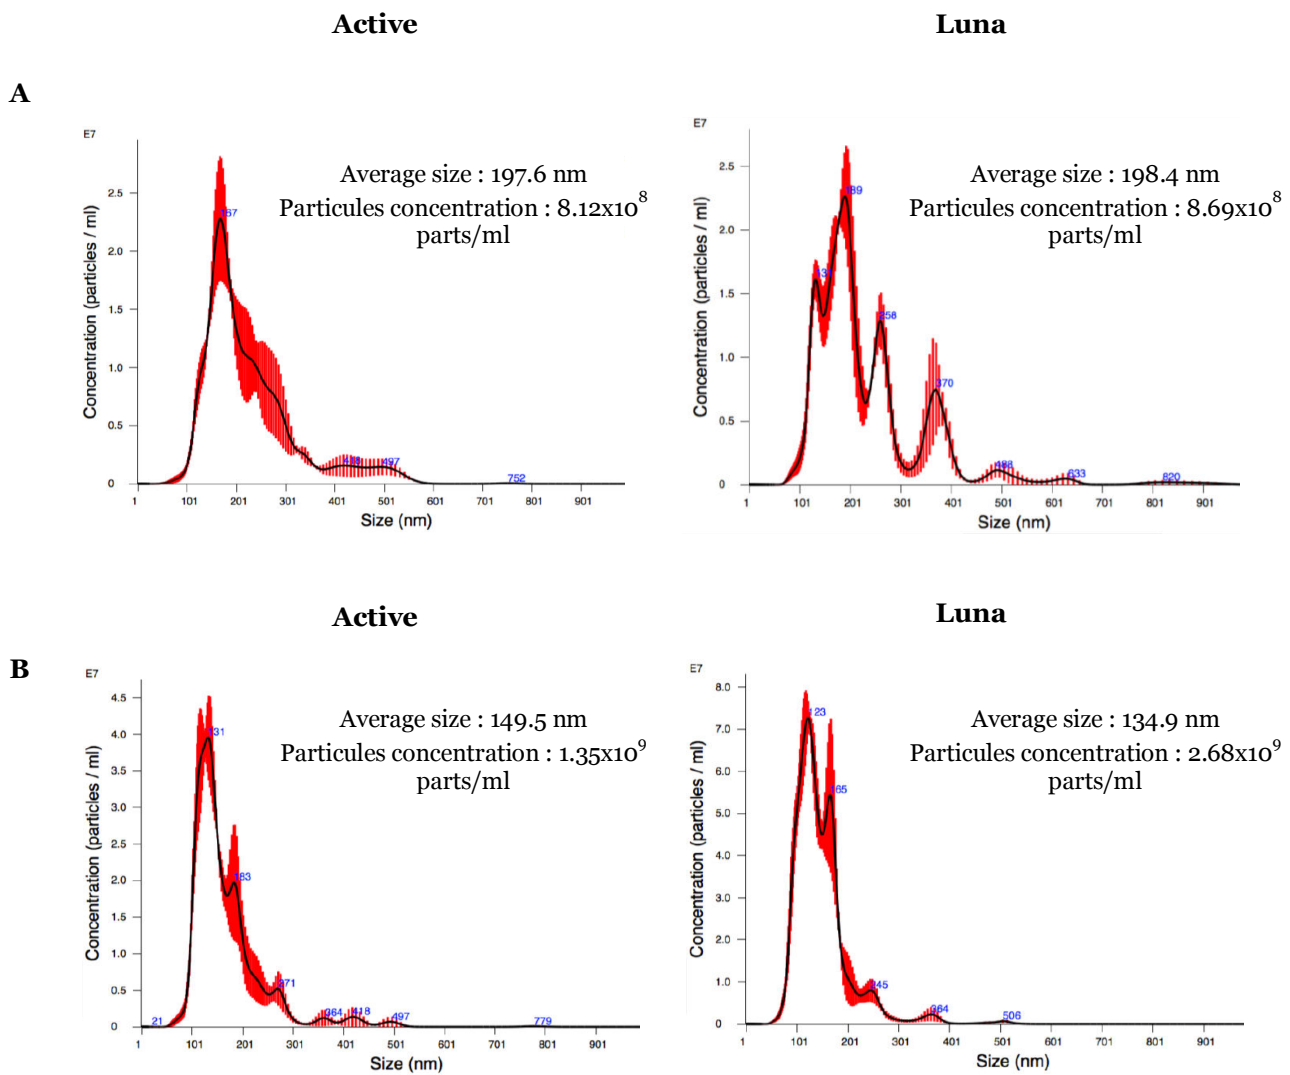 Active
Luna
A
E7
Concentration (particles / ml)
2.5
2.0
1.5
1.0
0.5
0
Average size : 197.6 nm
Particules concentration : 8.12x10⁸
parts/ml
167
497
752
1 101 201 301 401 501 601 701 801 901
Size (nm)
E7
Concentration (particles / ml)
2.5
2.0
1.5
1.0
0.5
0
Average size : 198.4 nm
Particules concentration : 8.69x10⁸
parts/ml
189
258
370
488
633
820
1 101 201 301 401 501 601 701 801 901
Size (nm)
Active
Luna
B
E7
Concentration (particles / ml)
4.5
4.0
3.5
3.0
2.5
2.0
1.5
1.0
0.5
0
Average size : 149.5 nm
Particules concentration : 1.35x10⁹
parts/ml
131
183
271
364
418
497
779
21
1 101 201 301 401 501 601 701 801 901
Size (nm)
E7
Concentration (particles / ml)
8.0
7.0
6.0
5.0
4.0
3.0
2.0
1.0
0
Average size : 134.9 nm
Particules concentration : 2.68x10⁹
parts/ml
123
165
245
364
506
1 101 201 301 401 501 601 701 801 901
Size (nm)